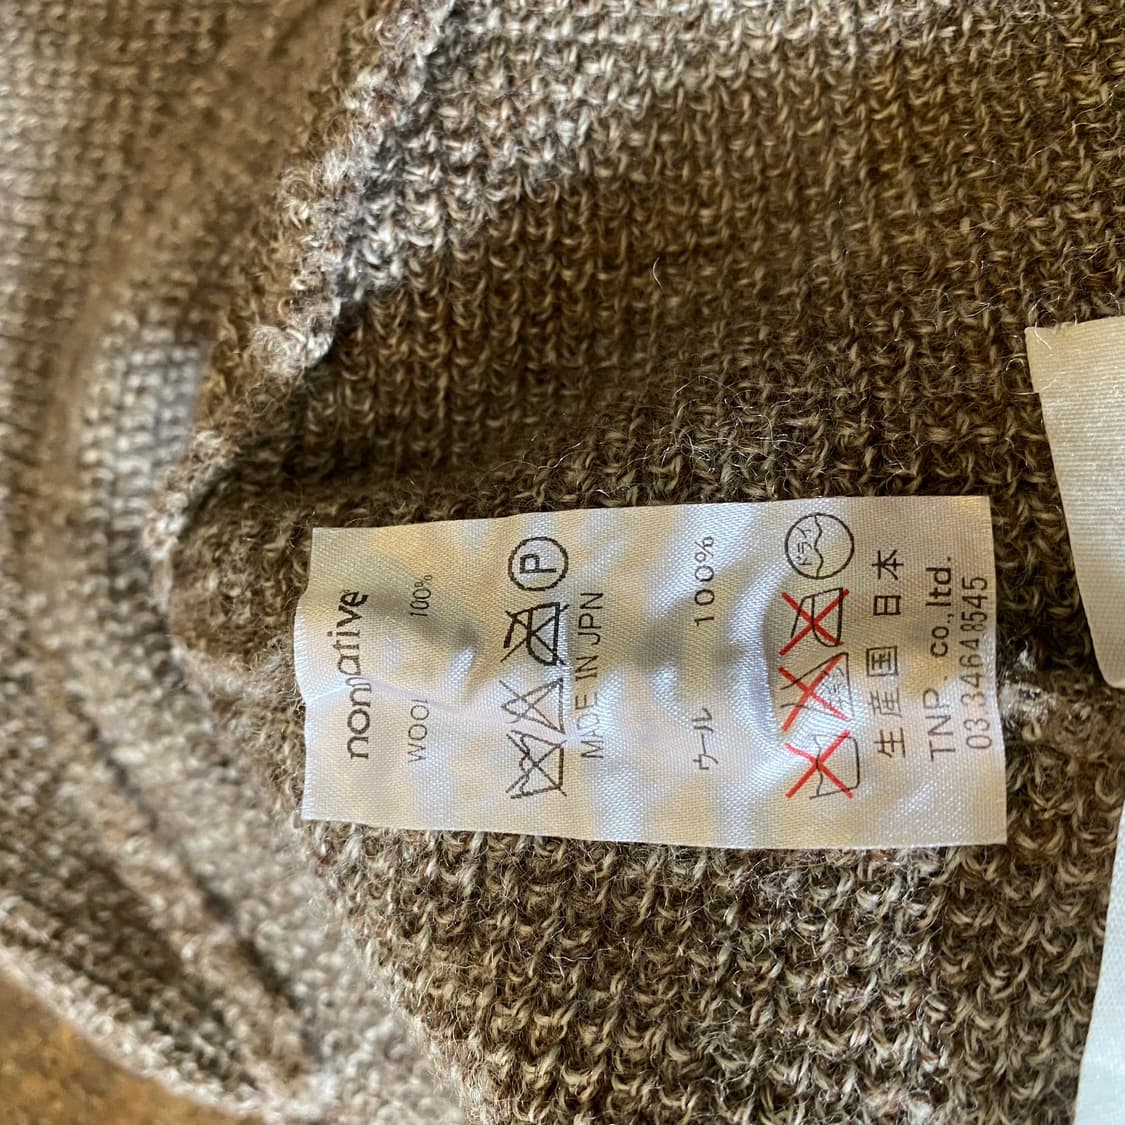 nonnative
WOOL 100%
P
MADE IN JPN
ウール 100%
ドライ
生産国 日本
TNP. co.,ltd.
03 3464 8545